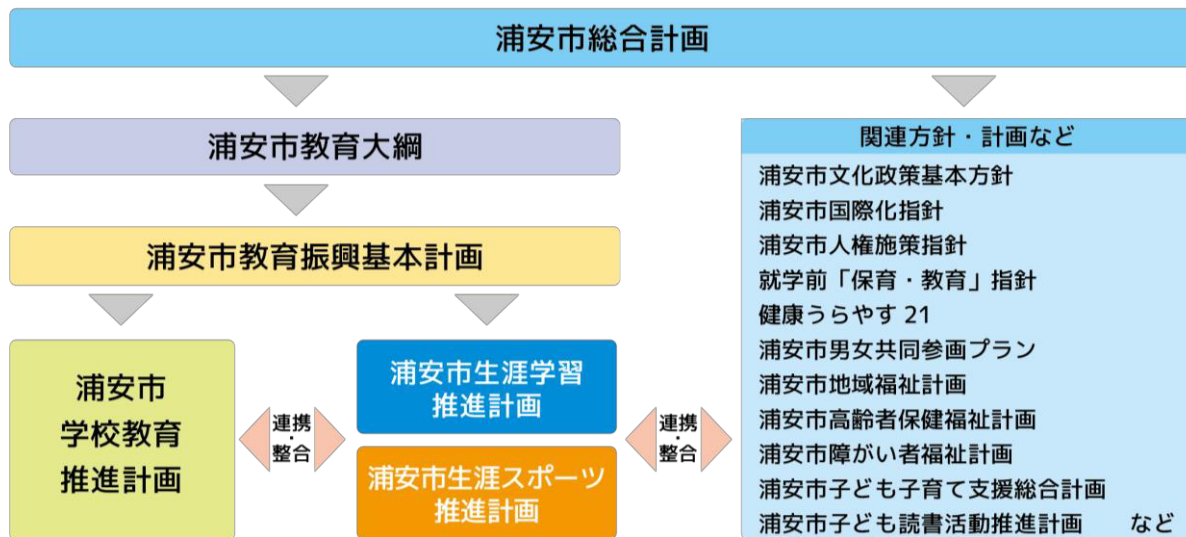 浦安市総合計画
浦安市教育大綱
浦安市教育振興基本計画
浦安市
学校教育
推進計画
連携
・
整合
浦安市生涯学習
推進計画
浦安市生涯スポーツ
推進計画
連携
・
整合
関連方針・計画など
浦安市文化政策基本方針
浦安市国際化指針
浦安市人権施策指針
就学前「保育・教育」指針
健康うらやす 21
浦安市男女共同参画プラン
浦安市地域福祉計画
浦安市高齢者保健福祉計画
浦安市障がい者福祉計画
浦安市子ども子育て支援総合計画
浦安市子ども読書活動推進計画 など